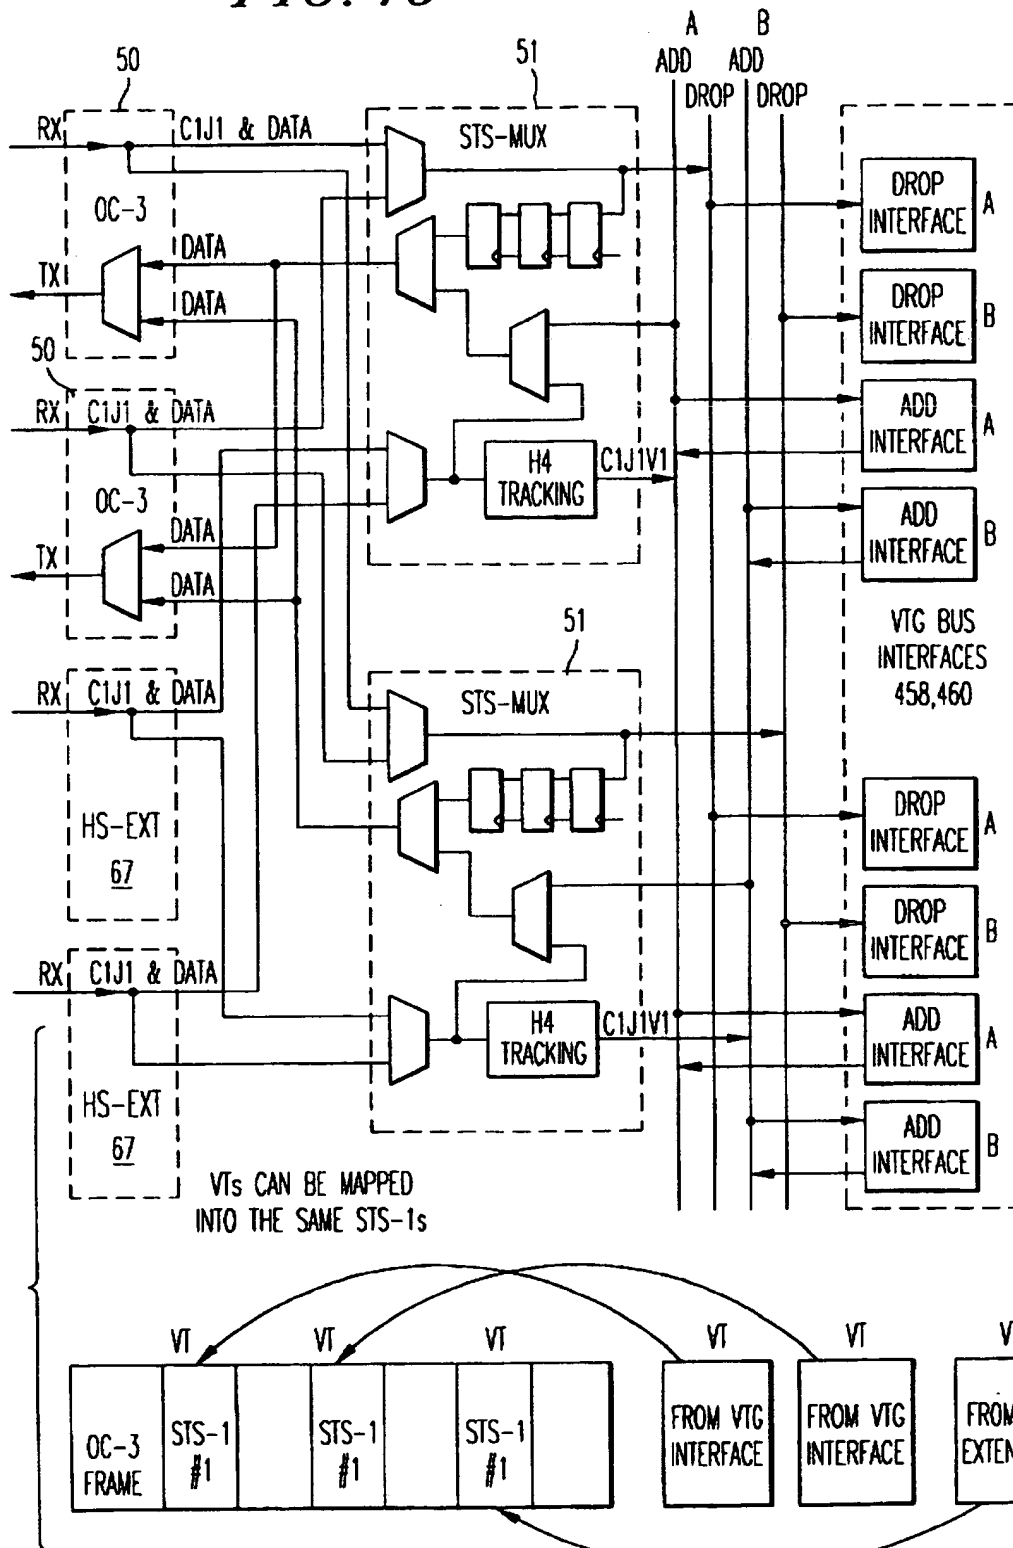 50
RX
C1J1 & DATA
OC-3
DATA
TX
DATA
50
RX
C1J1 & DATA
OC-3
DATA
TX
DATA
RX
C1J1 & DATA
HS-EXT
67
RX
C1J1 & DATA
HS-EXT
67
51
STS-MUX
H4
TRACKING
C1J1V1
51
STS-MUX
H4
TRACKING
C1J1V1
A
B
ADD
ADD
DROP
DROP
DROP
INTERFACE
A
DROP
INTERFACE
B
ADD
INTERFACE
A
ADD
INTERFACE
B
VTG BUS
INTERFACES
458,460
DROP
INTERFACE
A
DROP
INTERFACE
B
ADD
INTERFACE
A
ADD
INTERFACE
B
VTs CAN BE MAPPED
INTO THE SAME STS-1s
VT
VT
VT
VT
VT
OC-3
FRAME
STS-1
#1
STS-1
#1
STS-1
#1
FROM VTG
INTERFACE
FROM VTG
INTERFACE